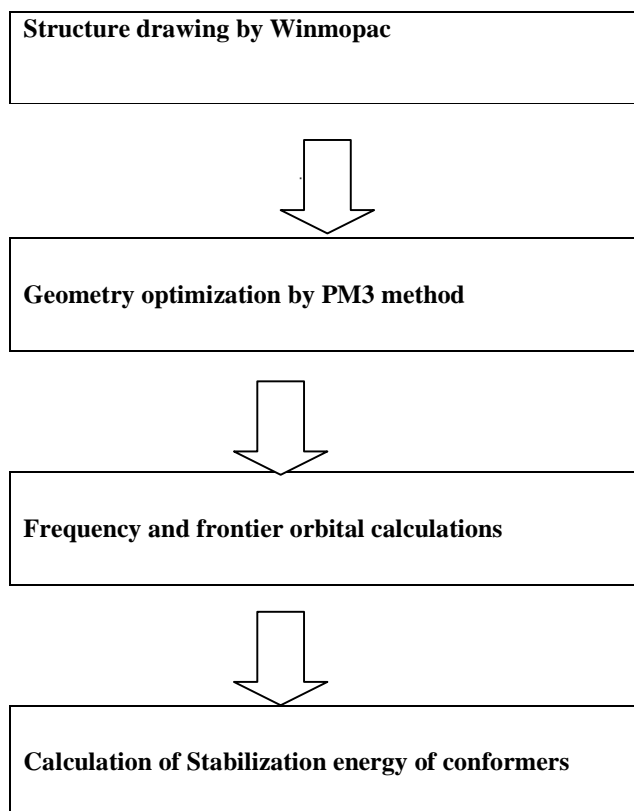 Structure drawing by Winmopac
Geometry optimization by PM3 method
Frequency and frontier orbital calculations
Calculation of Stabilization energy of conformers